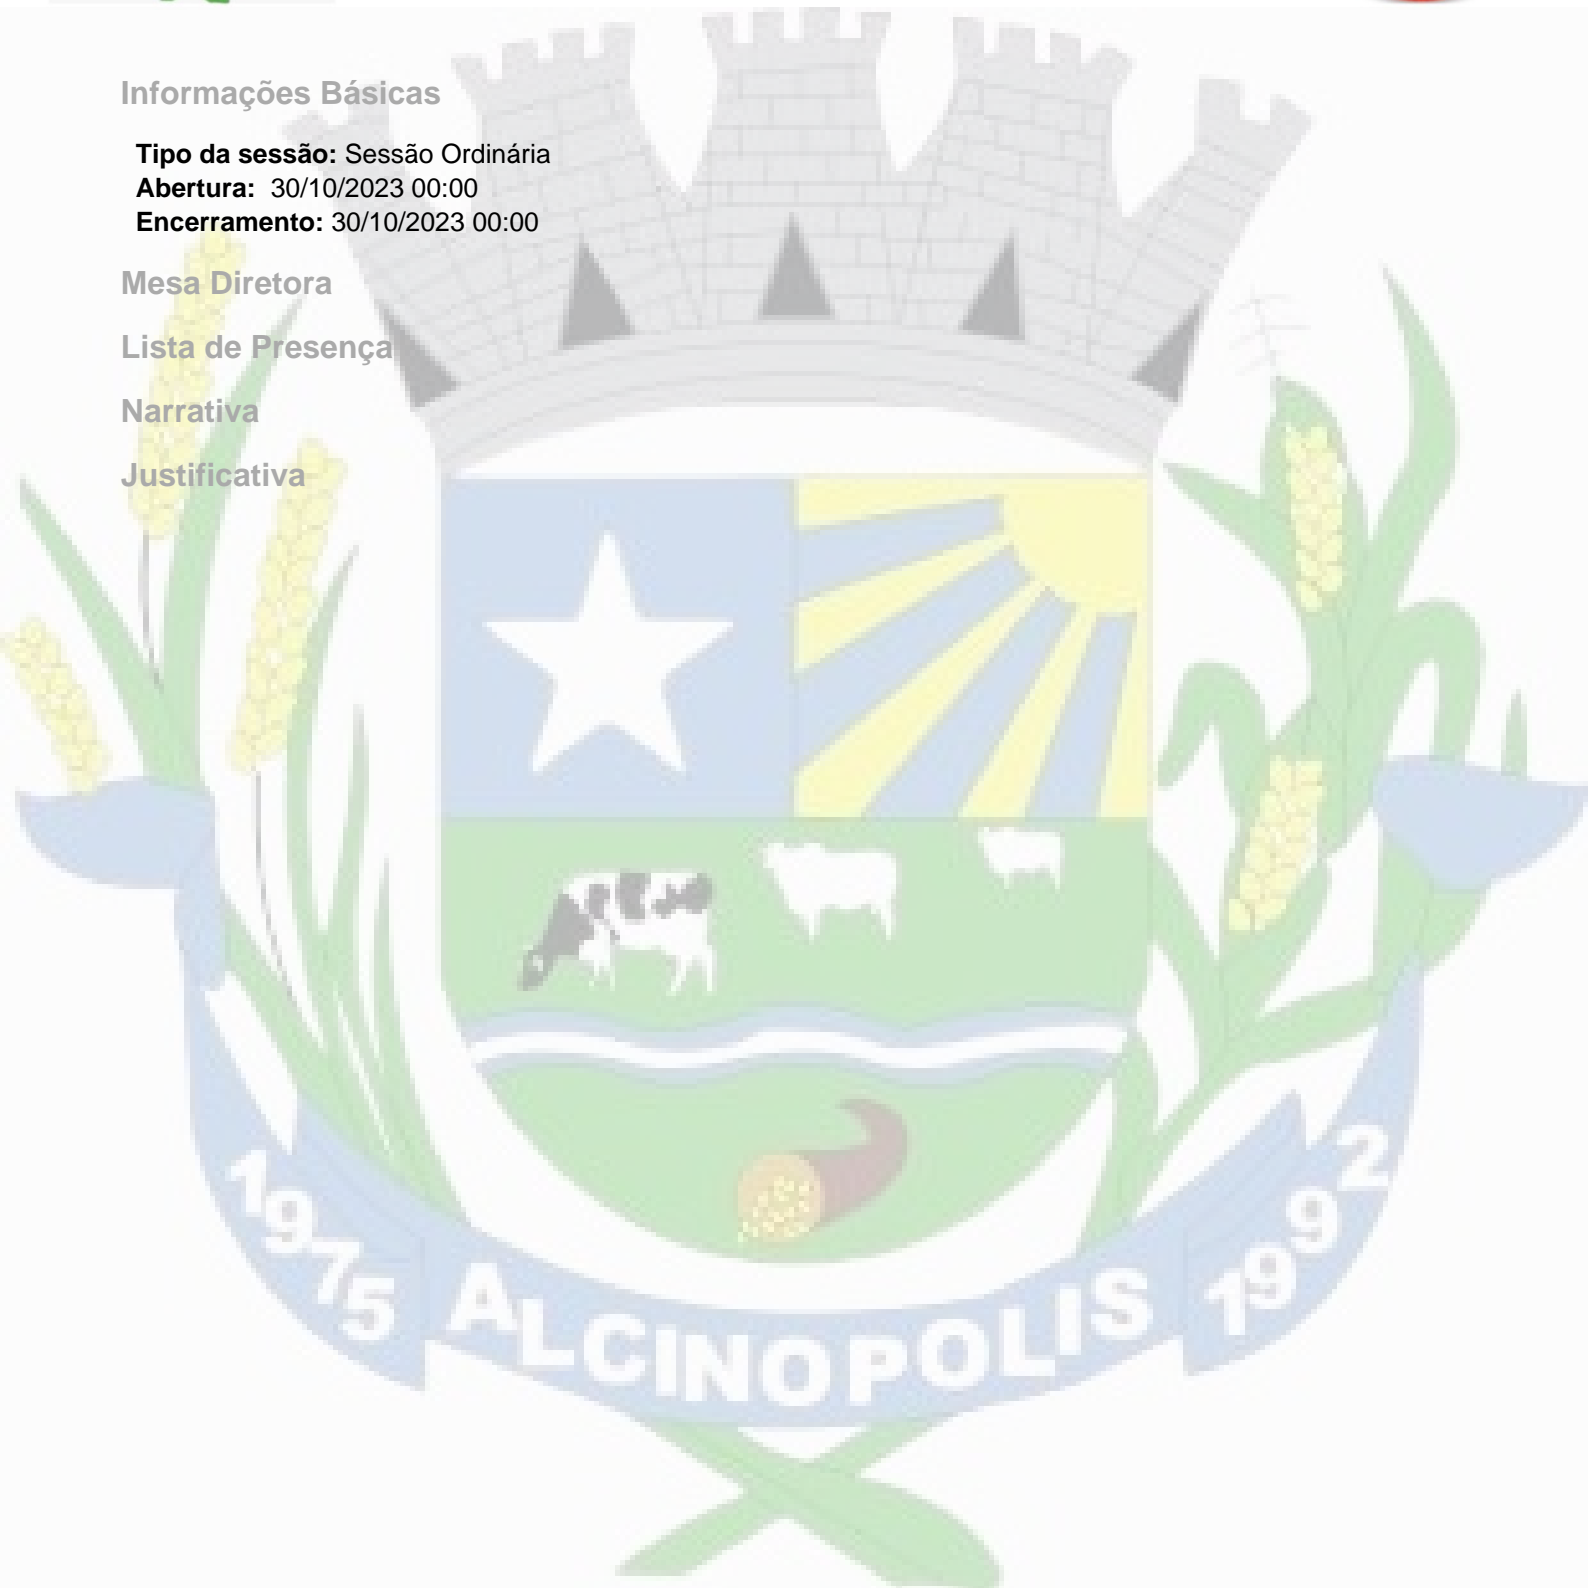 Informações Básicas
Tipo da sessão: Sessão Ordinária
Abertura: 30/10/2023 00:00
Encerramento: 30/10/2023 00:00
Mesa Diretora
Lista de Presença
Narrativa
Justificativa
1975 ALCINOPOLIS 1992